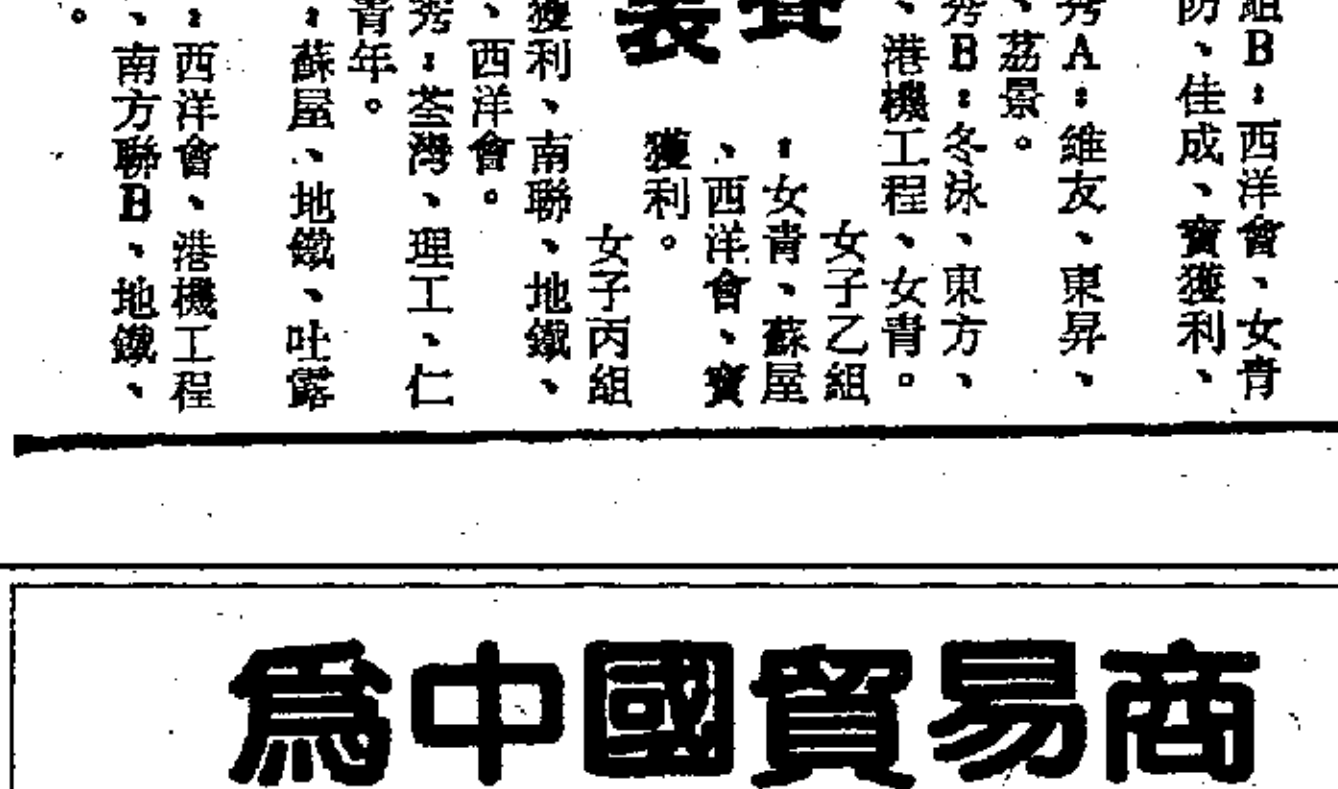 組B：西洋會、女青
防、佳成、寶獲利、
秀A：維友、東昇、
、荔景。
秀B：冬泳、東方、
、港機工程、女青。
女子乙組
：女青、蘇屋
、西洋會、寶
獲利。
女子丙組
獲利、南聯、地鐵、
、西洋會。
秀：荃灣、理工、仁
青年。
：蘇屋、地鐵、吐露
：西洋會、港機工程
、南方聯B、地鐵、
。
為中國貿易商